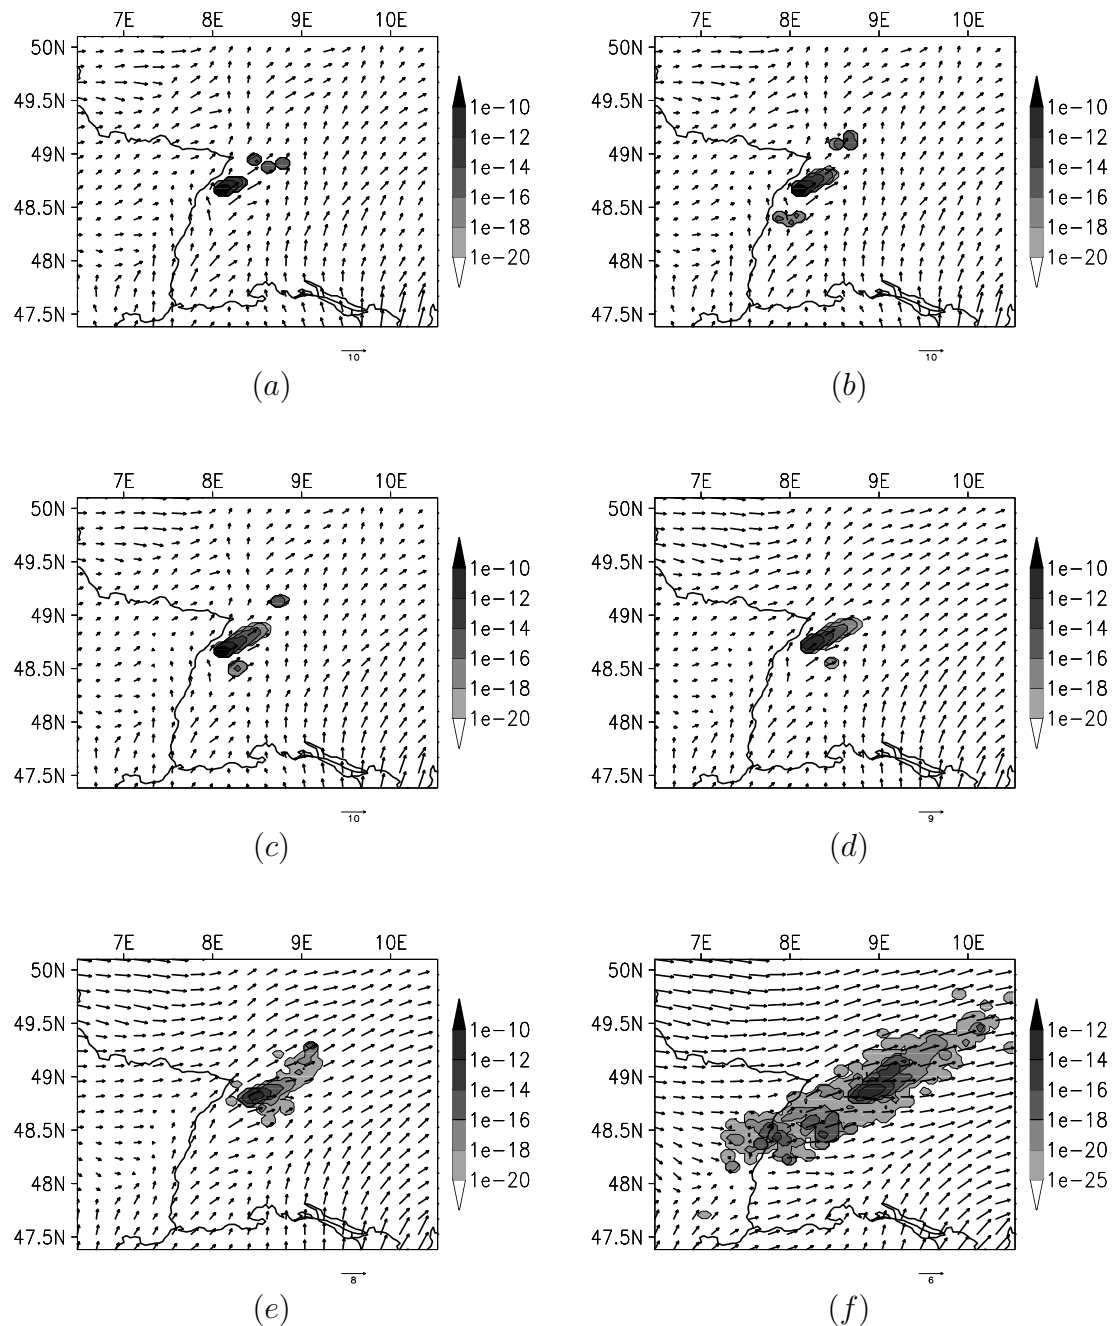 7E 8E 9E 10E 7E 8E 9E 10E
50N 50N
49.5N 1e−10 49.5N 1e−10
1e−12 1e−12
49N 1e−14 49N 1e−14
48.5N 1e−16 48.5N 1e−16
1e−18 1e−18
48N 1e−20 48N 1e−20
47.5N 47.5N
10 10
(a) (b)
7E 8E 9E 10E 7E 8E 9E 10E
50N 50N
49.5N 1e−10 49.5N 1e−10
1e−12 1e−12
49N 1e−14 49N 1e−14
48.5N 1e−16 48.5N 1e−16
1e−18 1e−18
48N 1e−20 48N 1e−20
47.5N 47.5N
10 9
(c) (d)
7E 8E 9E 10E 7E 8E 9E 10E
50N 50N
49.5N 1e−10 49.5N 1e−12
1e−12 1e−14
49N 1e−14 49N 1e−16
48.5N 1e−16 48.5N 1e−18
1e−18 1e−20
48N 1e−20 48N 1e−25
47.5N 47.5N
8 6
(e) (f)